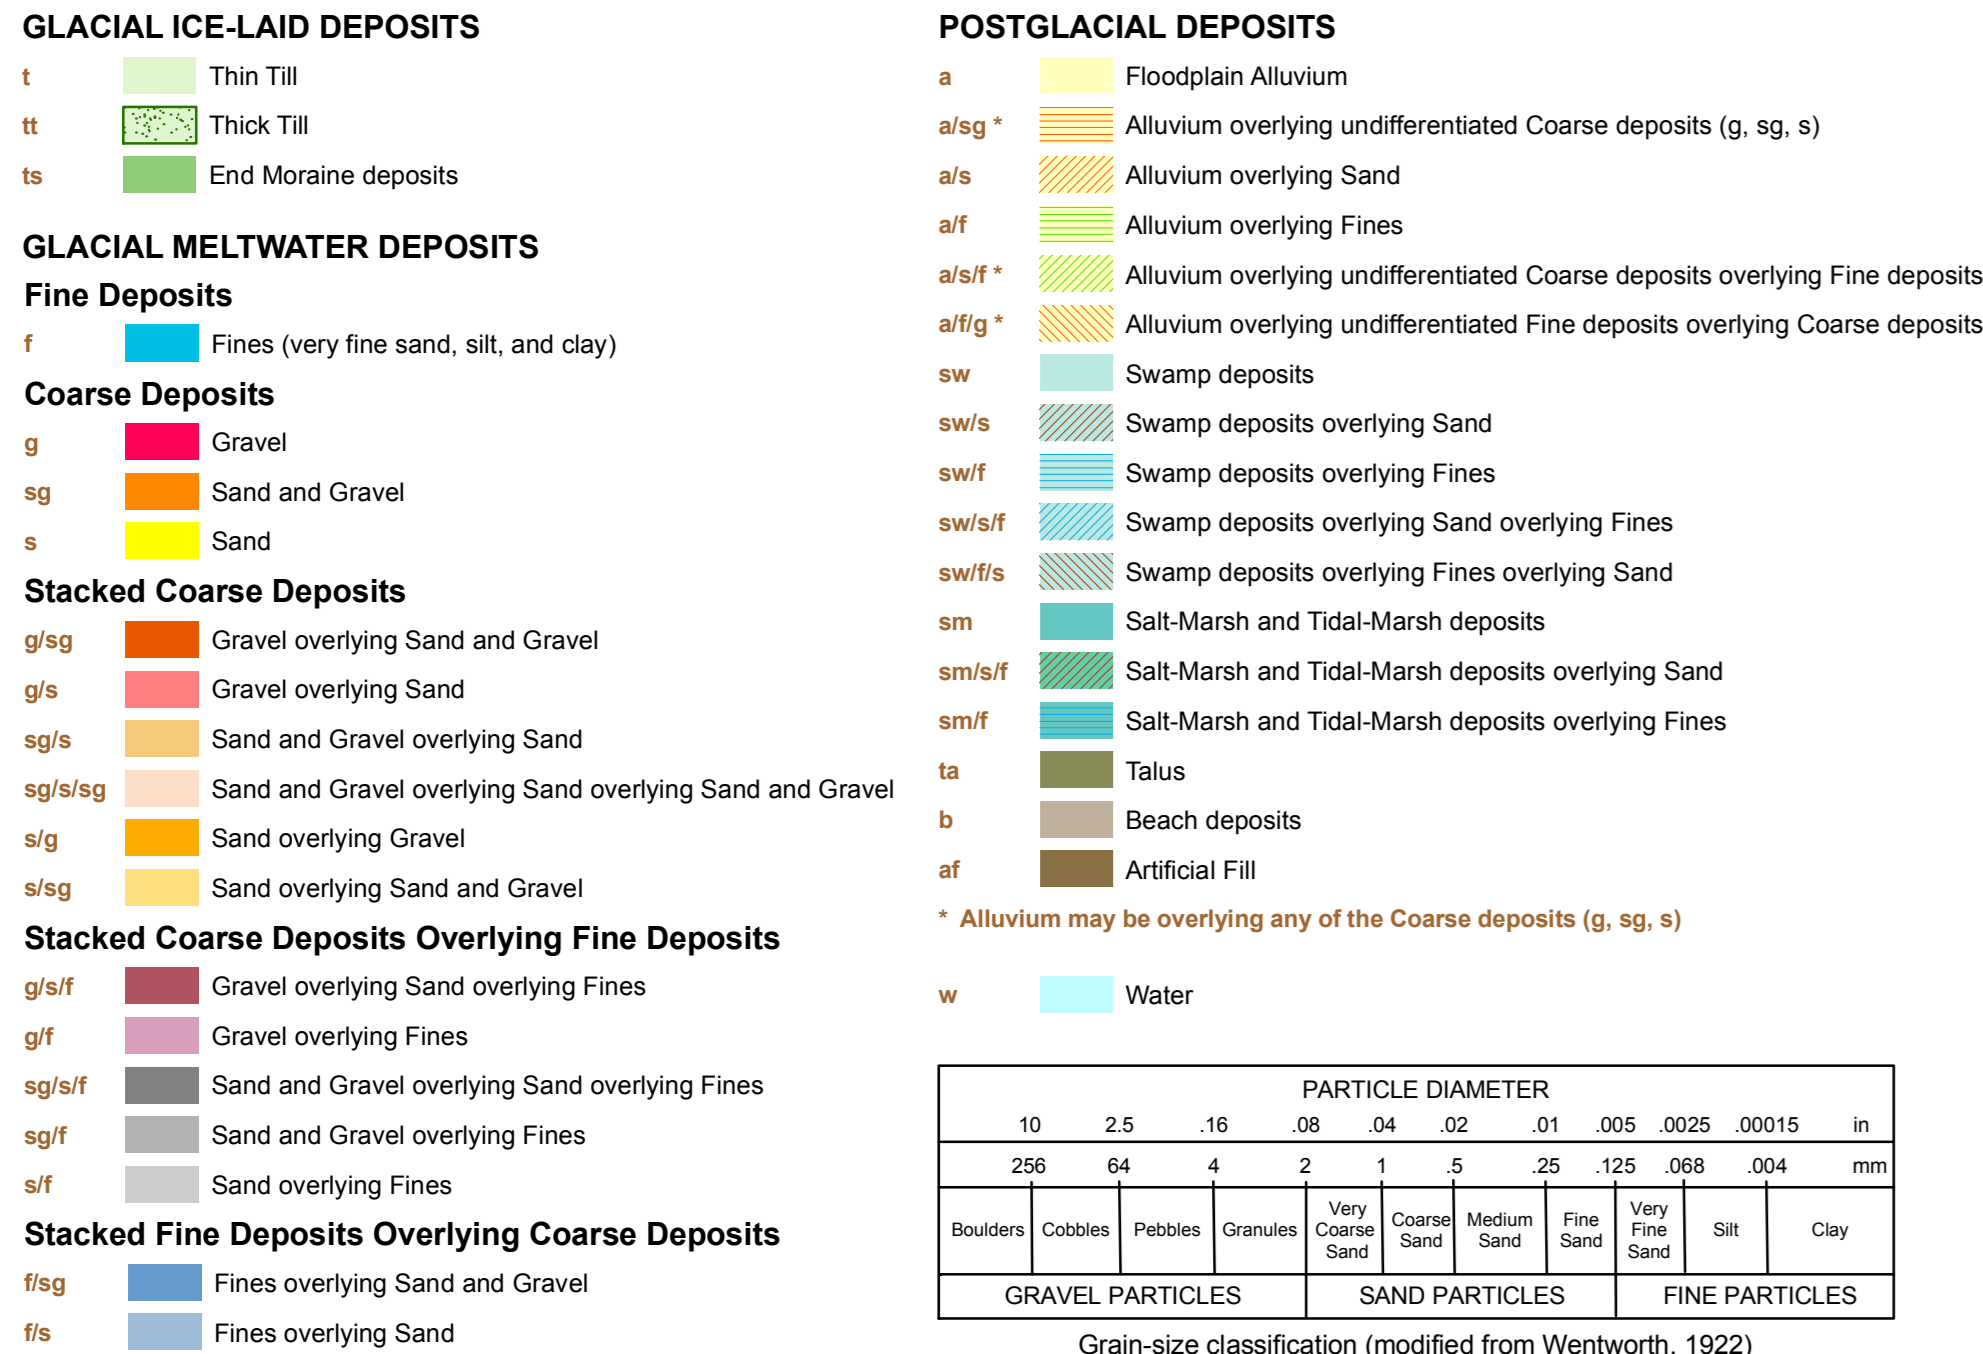 GLACIAL ICE-LAID DEPOSITS
t Thin Till
tt Thick Till
ts End Moraine deposits
GLACIAL MELTWATER DEPOSITS
Fine Deposits
f Fines (very fine sand, silt, and clay)
Coarse Deposits
g Gravel
sg Sand and Gravel
s Sand
Stacked Coarse Deposits
g/sg Gravel overlying Sand and Gravel
g/s Gravel overlying Sand
sg/s Sand and Gravel overlying Sand
sg/s/sg Sand and Gravel overlying Sand overlying Sand and Gravel
s/g Sand overlying Gravel
s/sg Sand overlying Sand and Gravel
Stacked Coarse Deposits Overlying Fine Deposits
g/s/f Gravel overlying Sand overlying Fines
g/f Gravel overlying Fines
sg/s/f Sand and Gravel overlying Sand overlying Fines
sg/f Sand and Gravel overlying Fines
s/f Sand overlying Fines
Stacked Fine Deposits Overlying Coarse Deposits
f/sg Fines overlying Sand and Gravel
f/s Fines overlying Sand
POSTGLACIAL DEPOSITS
a Floodplain Alluvium
a/sg * Alluvium overlying undifferentiated Coarse deposits (g, sg, s)
a/s Alluvium overlying Sand
a/f Alluvium overlying Fines
a/s/f * Alluvium overlying undifferentiated Coarse deposits overlying Fine deposits
a/f/g * Alluvium overlying undifferentiated Fine deposits overlying Coarse deposits
sw Swamp deposits
sw/s Swamp deposits overlying Sand
sw/f Swamp deposits overlying Fines
sw/s/f Swamp deposits overlying Sand overlying Fines
sw/f/s Swamp deposits overlying Fines overlying Sand
sm Salt-Marsh and Tidal-Marsh deposits
sm/s/f Salt-Marsh and Tidal-Marsh deposits overlying Sand
sm/f Salt-Marsh and Tidal-Marsh deposits overlying Fines
ta Talus
b Beach deposits
af Artificial Fill
* Alluvium may be overlying any of the Coarse deposits (g, sg, s)
w Water
PARTICLE DIAMETER
10 2.5 .16 .08 .04 .02 .01 .005 .0025 .00015 in
256 64 4 2 1 .5 .25 .125 .068 .004 mm
Boulders Cobbles Pebbles Granules Very Coarse Sand Coarse Sand Medium Sand Fine Sand Very Fine Sand Silt Clay
GRAVEL PARTICLES SAND PARTICLES FINE PARTICLES
Grain-size classification (modified from Wentworth, 1922)